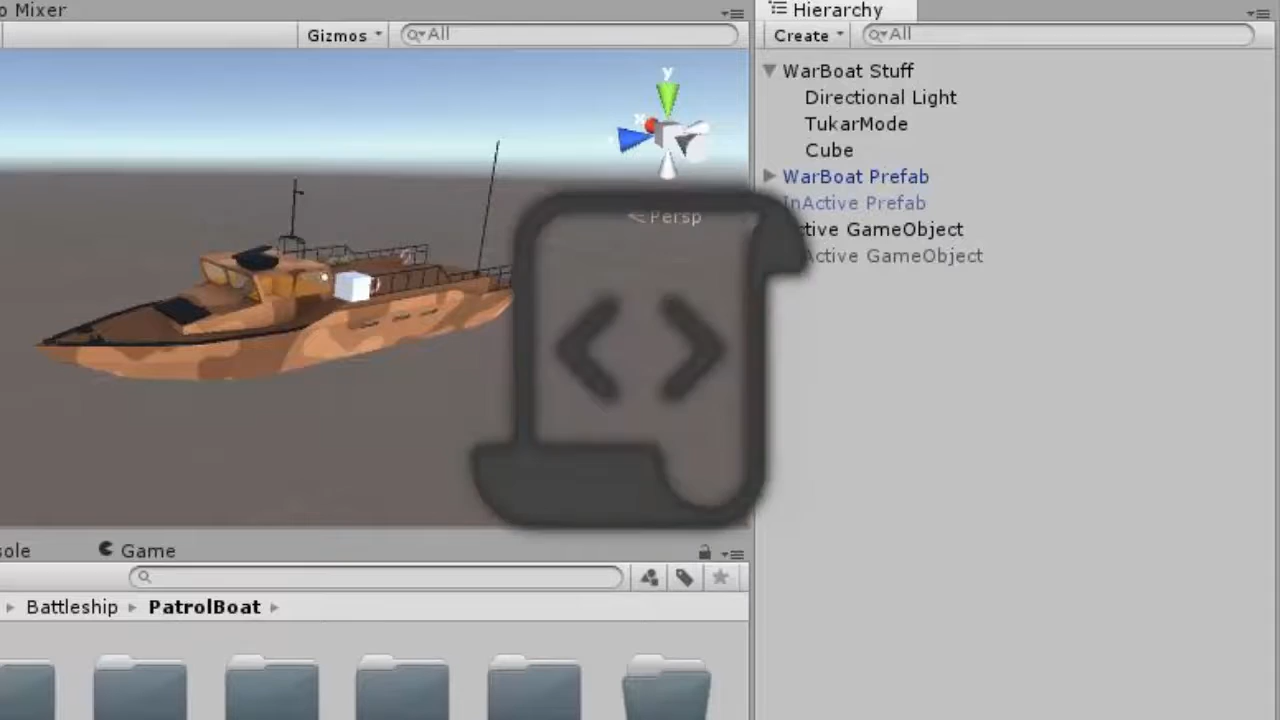 o Mixer
Gizmos
All
y
x
Persp
Hierarchy
Create
All
WarBoat Stuff
Directional Light
TukarMode
Cube
WarBoat Prefab
InActive Prefab
ctive GameObject
Active GameObject
sole
Game
Battleship
PatrolBoat